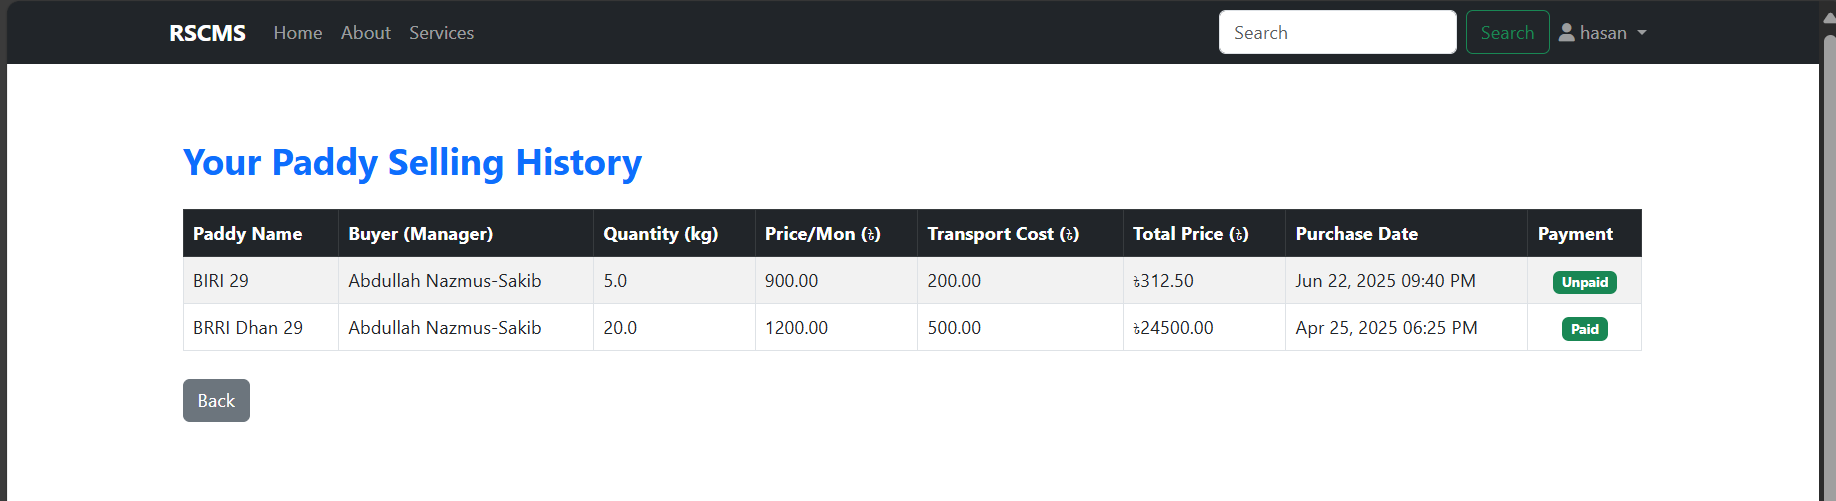 RSCMS Home About Services Search Search hasan
Your Paddy Selling History
Paddy Name Buyer (Manager) Quantity (kg) Price/Mon (৳) Transport Cost (৳) Total Price (৳) Purchase Date Payment
BIRI 29 Abdullah Nazmus-Sakib 5.0 900.00 200.00 ৳312.50 Jun 22, 2025 09:40 PM Unpaid
BRRI Dhan 29 Abdullah Nazmus-Sakib 20.0 1200.00 500.00 ৳24500.00 Apr 25, 2025 06:25 PM Paid
Back